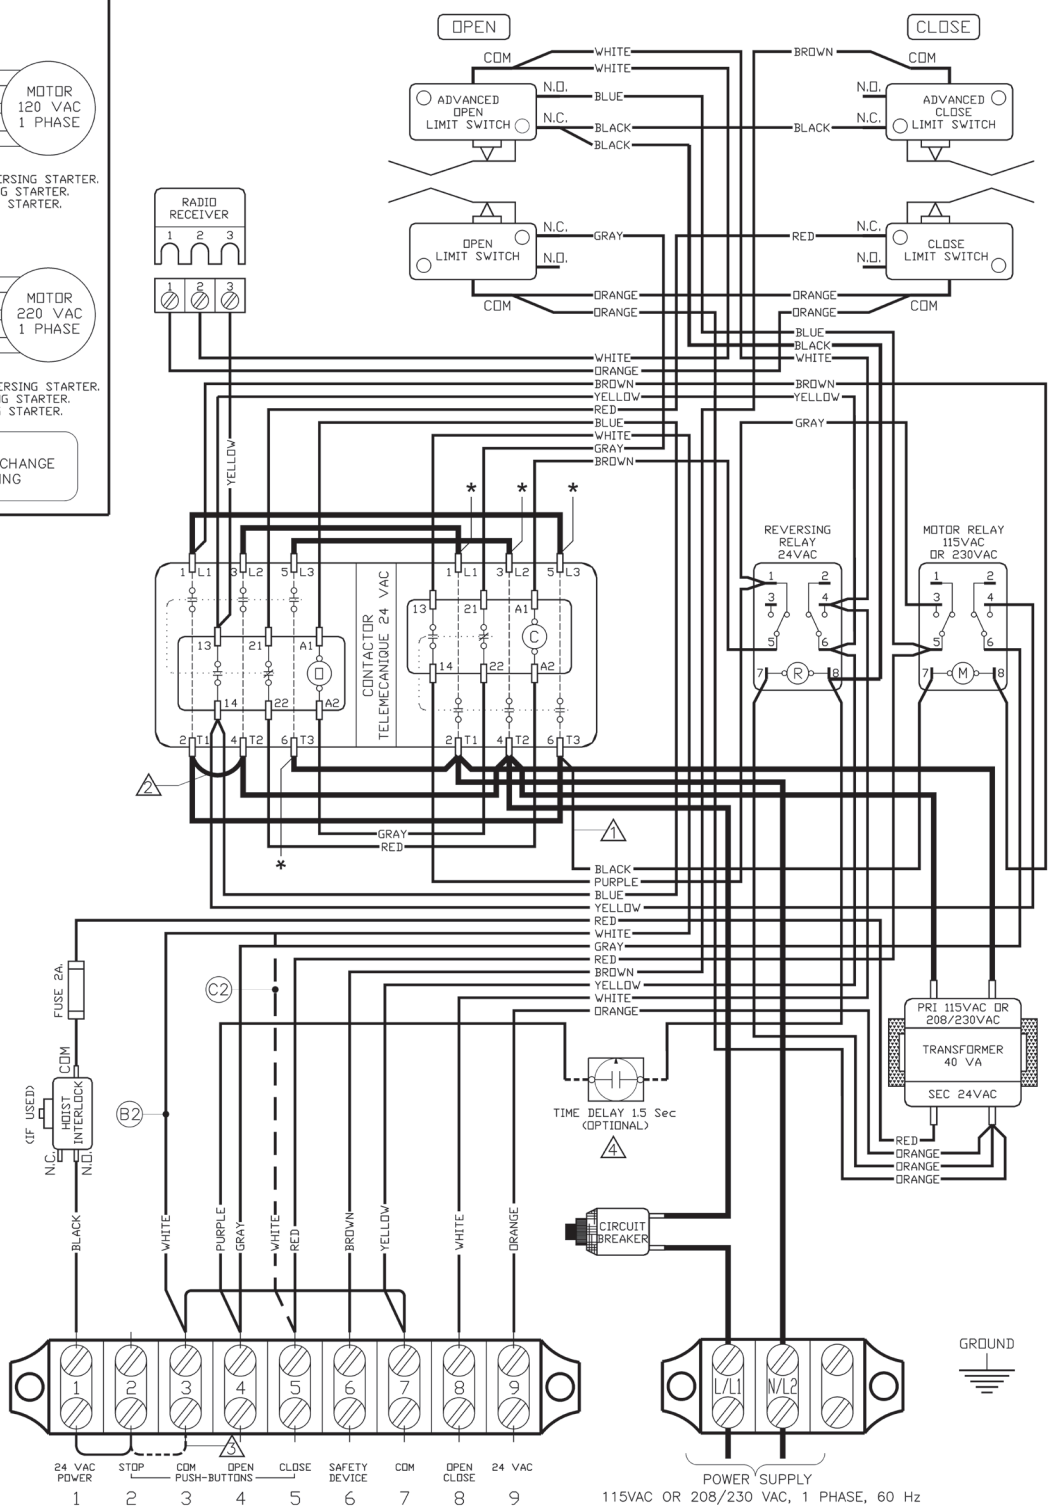 OPEN
CLOSE
MOTOR
120 VAC
1 PHASE
ERSING STARTER.
G STARTER.
STARTER.
MOTOR
220 VAC
1 PHASE
ERSING STARTER.
NG STARTER.
STARTER.
CHANGE
ING
COM
WHITE
BROWN
COM
WHITE
N.O.
BLUE
N.O.
ADVANCED
OPEN
LIMIT SWITCH
N.C.
BLACK
BLACK
N.C.
ADVANCED
CLOSE
LIMIT SWITCH
BLACK
RADIO
RECEIVER
1 2 3
1 2 3
OPEN
LIMIT SWITCH
N.C.
GRAY
RED
N.C.
CLOSE
LIMIT SWITCH
N.O.
N.O.
COM
ORANGE
ORANGE
COM
ORANGE
ORANGE
BLUE
BLACK
WHITE
WHITE
ORANGE
BROWN
BROWN
YELLOW
YELLOW
RED
BLUE
GRAY
WHITE
GRAY
BROWN
YELLOW
* * *
1 L1 3 L2 5 L3
1 L1 3 L2 5 L3
13 21 A1
O
14 22 A2
2 T1 4 T2 6 T3
CONTACTOR
TELEMECANIQUE 24 VAC
13 21 A1
C
14 22 A2
2 T1 4 T2 6 T3
REVERSING
RELAY
24VAC
1 2
3 4
5 6
7 R 8
MOTOR RELAY
115VAC
OR 230VAC
1 2
3 4
5 6
7 M 8
2
1
*
GRAY
RED
BLACK
PURPLE
BLUE
YELLOW
RED
WHITE
GRAY
RED
BROWN
YELLOW
WHITE
ORANGE
FUSE 2A.
C2
B2
COM
HOIST
INTERLOCK
(IF USED)
N.C.
N.O.
TIME DELAY 1.5 Sec
(OPTIONAL)
4
PRI 115VAC OR
208/230VAC
TRANSFORMER
40 VA
SEC 24VAC
RED
ORANGE
ORANGE
ORANGE
CIRCUIT
BREAKER
BLACK
WHITE
PURPLE
GRAY
WHITE
RED
BROWN
YELLOW
WHITE
ORANGE
1 2 3 4 5 6 7 8 9
3
L/L1 N/L2
GROUND
24 VAC
POWER
STOP
COM
OPEN
CLOSE
PUSH-BUTTONS
SAFETY
DEVICE
COM
OPEN
CLOSE
24 VAC
1 2 3 4 5 6 7 8 9
POWER SUPPLY
115VAC OR 208/230 VAC, 1 PHASE, 60 Hz